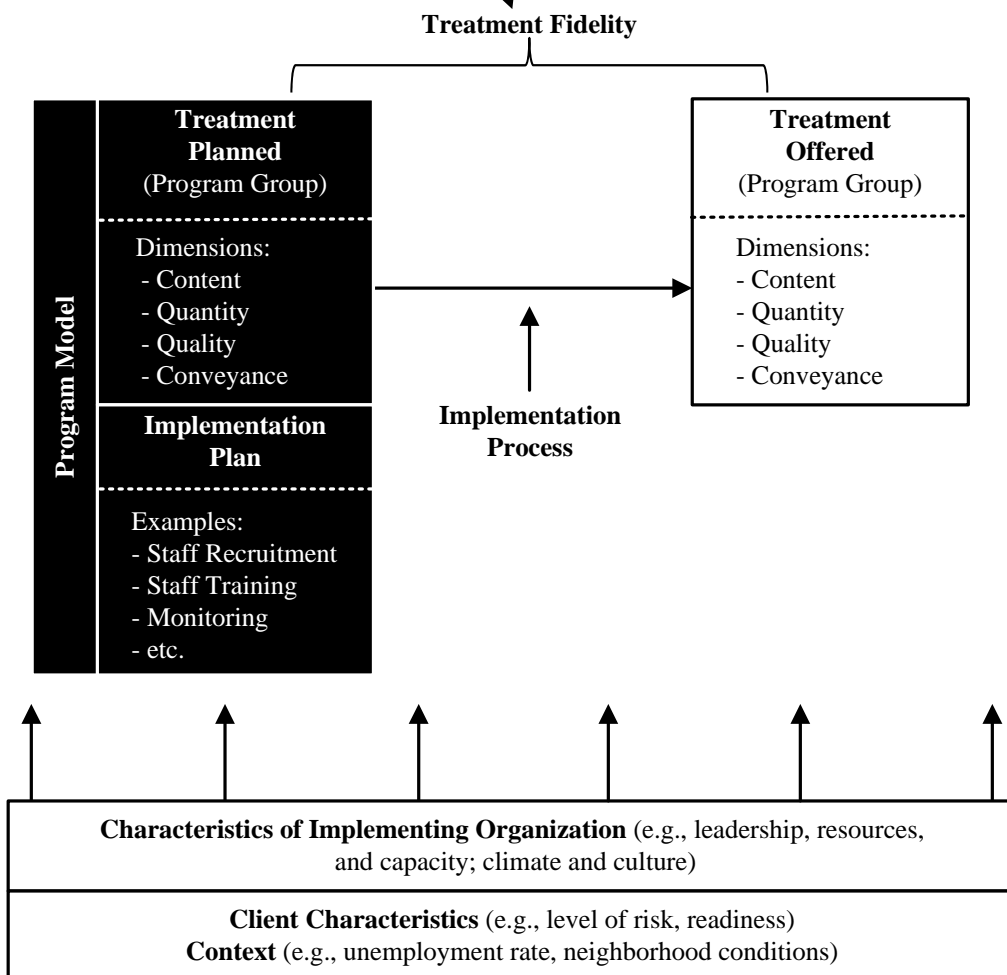 Treatment Fidelity
Program Model
Treatment
Planned
(Program Group)
Dimensions:
- Content
- Quantity
- Quality
- Conveyance
Implementation
Plan
Examples:
- Staff Recruitment
- Staff Training
- Monitoring
- etc.
Implementation
Process
Treatment
Offered
(Program Group)
Dimensions:
- Content
- Quantity
- Quality
- Conveyance
Characteristics of Implementing Organization (e.g., leadership, resources,
and capacity; climate and culture)
Client Characteristics (e.g., level of risk, readiness)
Context (e.g., unemployment rate, neighborhood conditions)